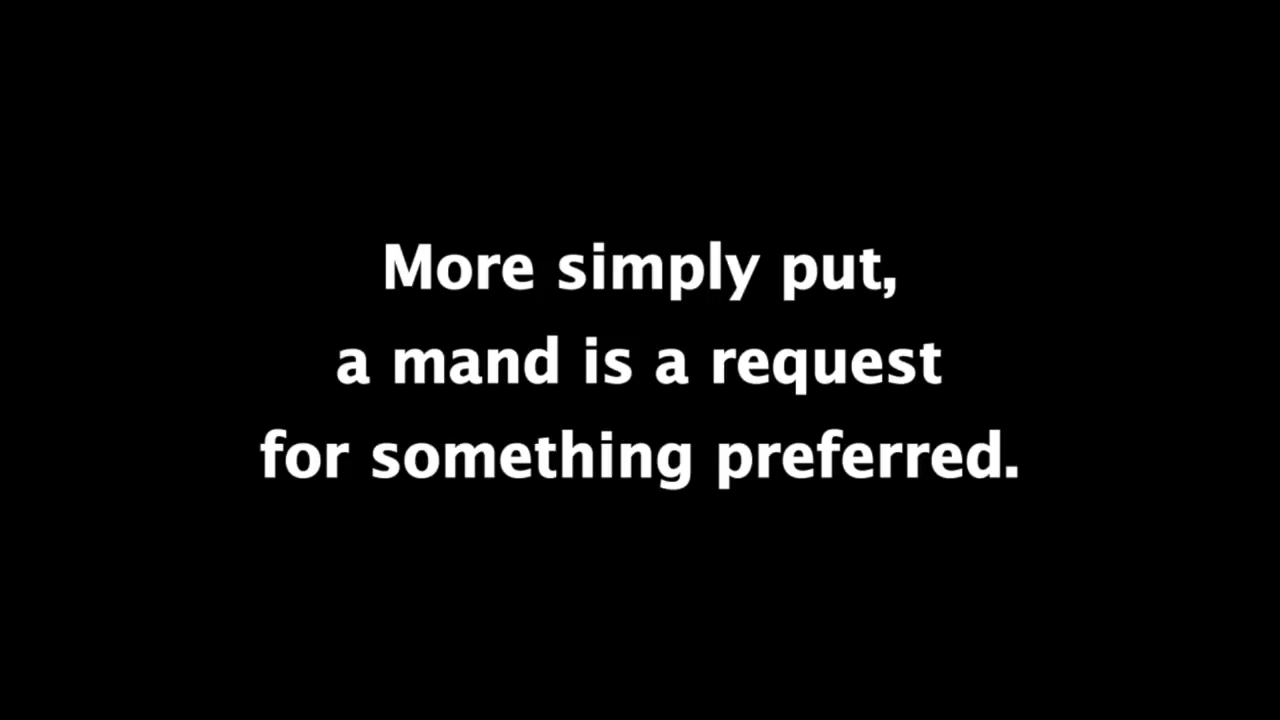 More simply put,
a mand is a request
for something preferred.